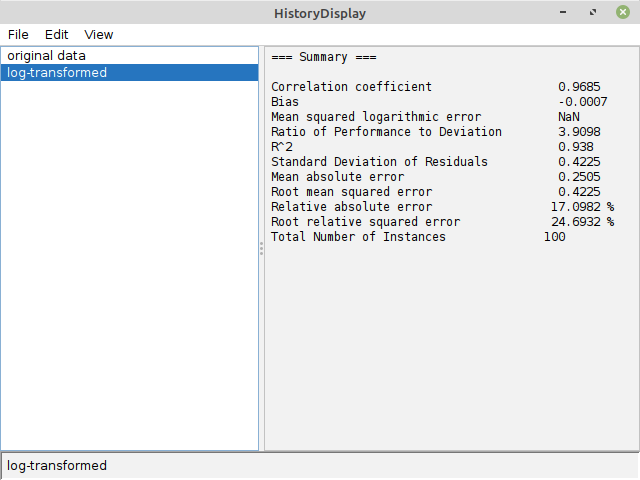 HistoryDisplay
File Edit View
original data
log-transformed
=== Summary ===
Correlation coefficient 0.9685
Bias -0.0007
Mean squared logarithmic error NaN
Ratio of Performance to Deviation 3.9098
R^2 0.938
Standard Deviation of Residuals 0.4225
Mean absolute error 0.2505
Root mean squared error 0.4225
Relative absolute error 17.0982 %
Root relative squared error 24.6932 %
Total Number of Instances 100
log-transformed